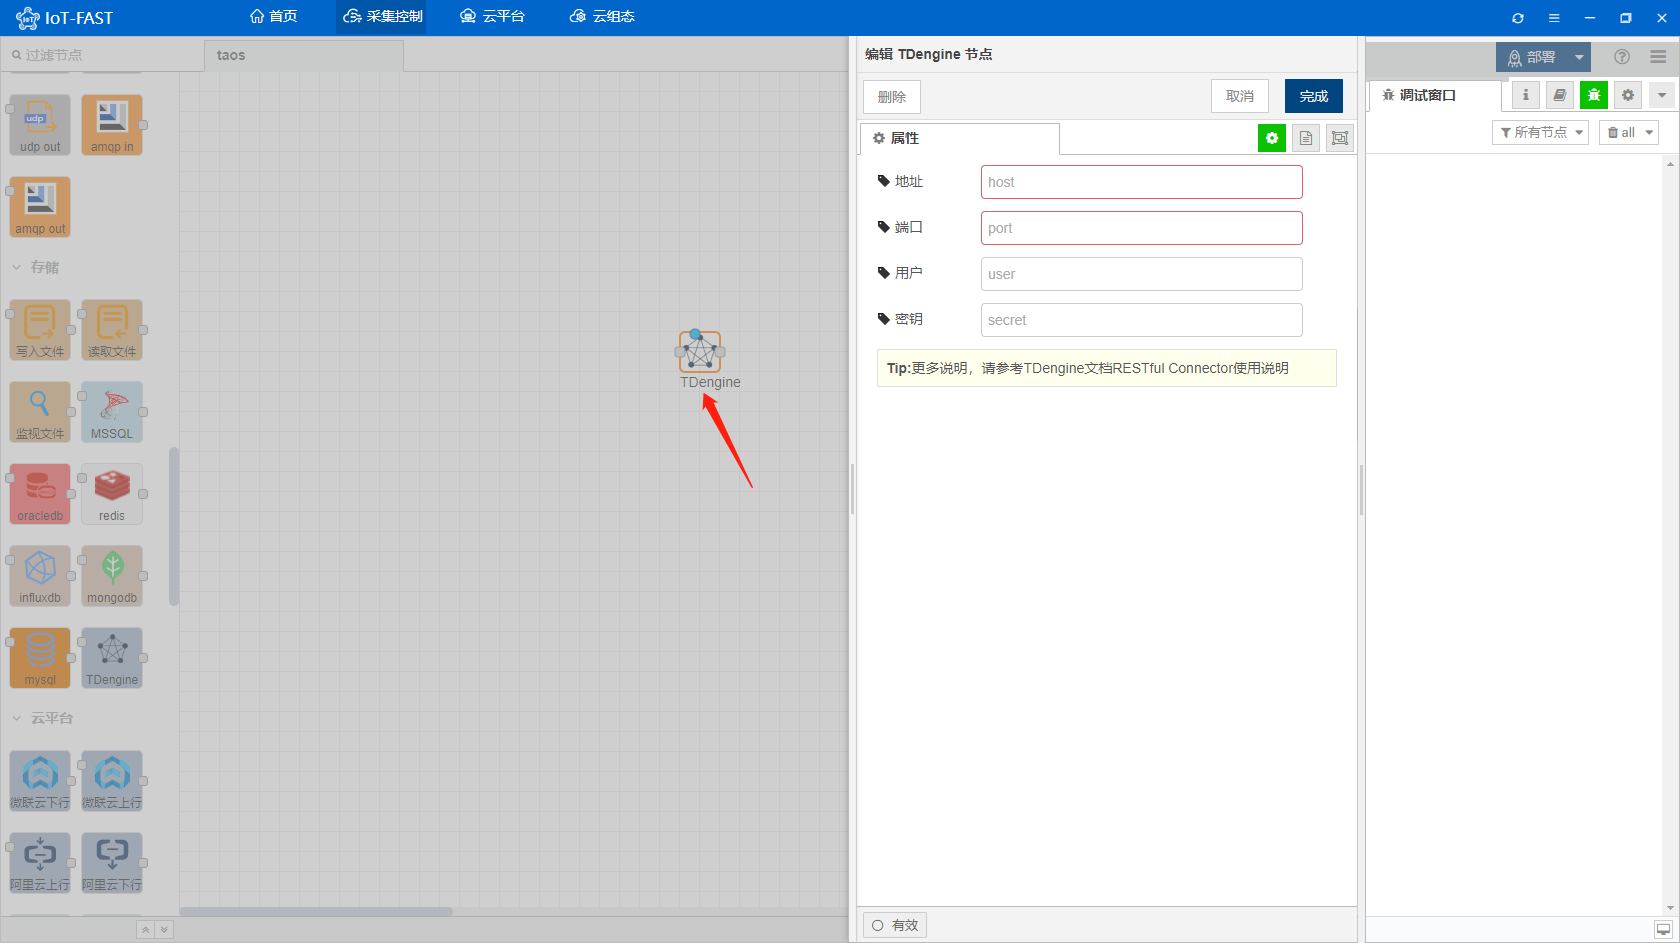 IoT-FAST
首页
采集控制
云平台
云组态
过滤节点
taos
udp
udp out
amqp in
amqp out
存储
写入文件
读取文件
监视文件
MSSQL
oracledb
redis
influxdb
mongodb
mysql
TDengine
云平台
微联云下行
微联云上行
阿里云上行
阿里云下行
TDengine
编辑 TDengine 节点
删除
取消
完成
属性
地址
host
端口
port
用户
user
密钥
secret
Tip:更多说明，请参考TDengine文档RESTful Connector使用说明
有效
部署
调试窗口
所有节点
all